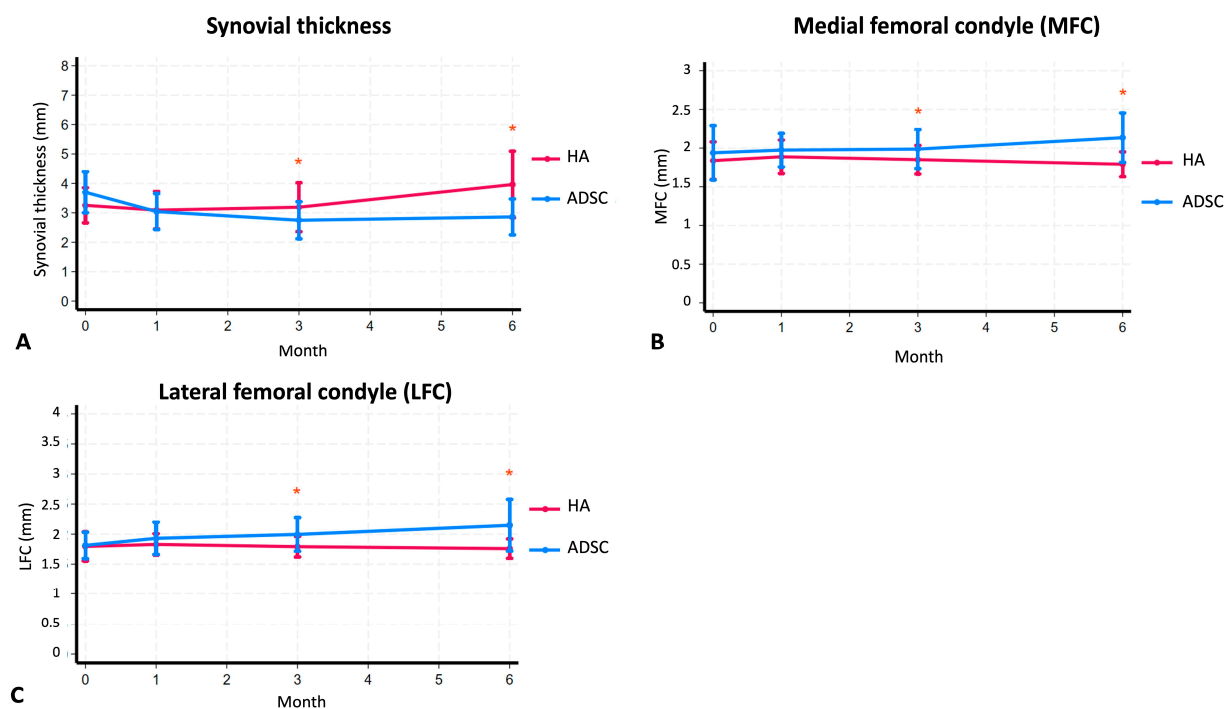 Synovial thickness
8
7
6
5
4
3
2
1
0
Synovial thickness (mm)
*
*
0 1 2 3 4 5 6
Month
HA
ADSC
A
Medial femoral condyle (MFC)
3
2.5
2
1.5
1
0.5
0
MFC (mm)
*
*
0 1 2 3 4 5 6
Month
HA
ADSC
B
Lateral femoral condyle (LFC)
4
3.5
3
2.5
2
1.5
1
0.5
0
LFC (mm)
*
*
0 1 2 3 4 5 6
Month
HA
ADSC
C